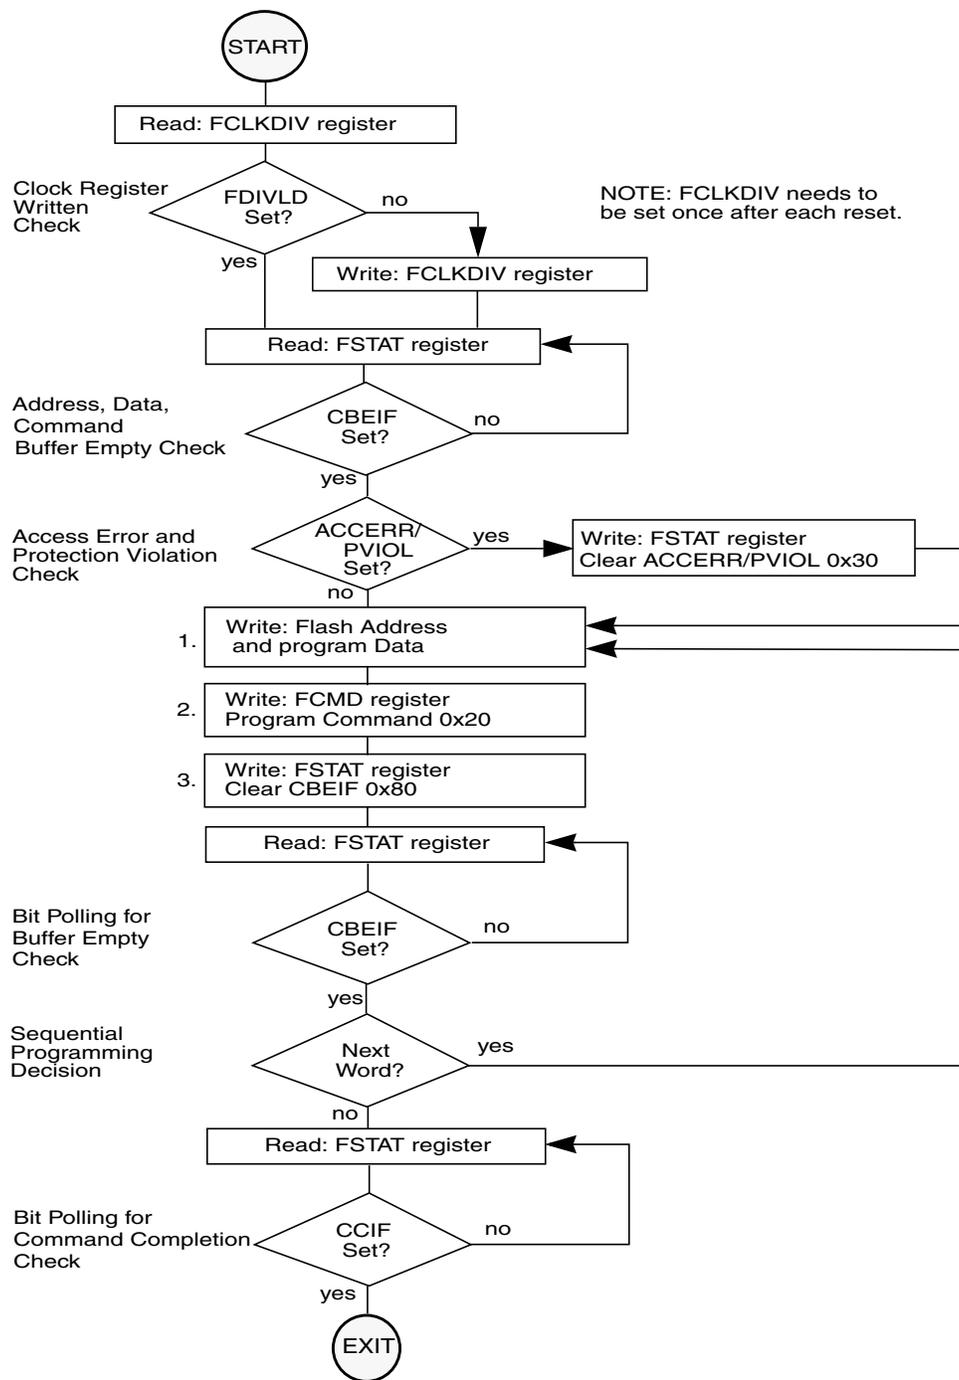 START
Read: FCLKDIV register
Clock Register
Written
Check
FDIVLD
Set?
no
yes
NOTE: FCLKDIV needs to
be set once after each reset.
Write: FCLKDIV register
Read: FSTAT register
Address, Data,
Command
Buffer Empty Check
CBEIF
Set?
no
yes
Access Error and
Protection Violation
Check
ACCERR/
PVIOL
Set?
yes
no
Write: FSTAT register
Clear ACCERR/PVIOL 0x30
1.
Write: Flash Address
and program Data
2.
Write: FCMD register
Program Command 0x20
3.
Write: FSTAT register
Clear CBEIF 0x80
Read: FSTAT register
Bit Polling for
Buffer Empty
Check
CBEIF
Set?
no
yes
Sequential
Programming
Decision
Next
Word?
yes
no
Read: FSTAT register
Bit Polling for
Command Completion
Check
CCIF
Set?
no
yes
EXIT